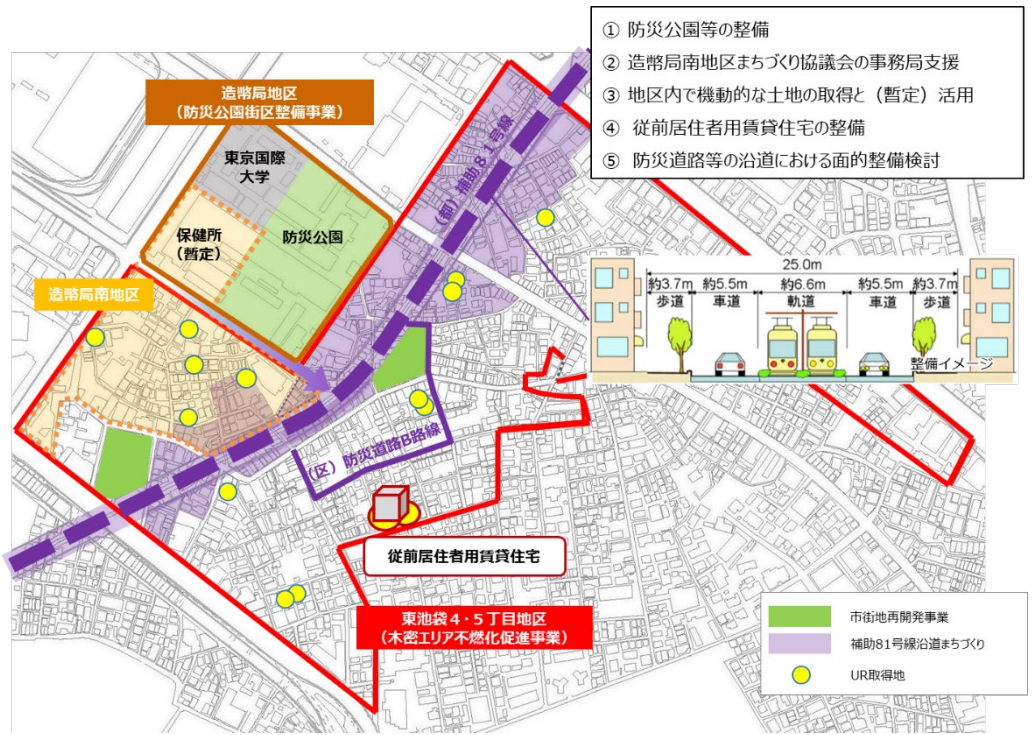 ① 防災公園等の整備
② 造幣局南地区まちづくり協議会の事務局支援
③ 地区内で機動的な土地の取得と（暫定）活用
④ 従前居住者用賃貸住宅の整備
⑤ 防災道路等の沿道における面的整備検討
造幣局地区
（防災公園街区整備事業）
東京国際
大学
防災公園
保健所
（暫定）
（都）補助８１号線
造幣局南地区
25.0m
約3.7m 約5.5m 約6.6m 約5.5m 約3.7m
歩道 車道 軌道 車道 歩道
整備イメージ
（区）防災道路B路線
従前居住者用賃貸住宅
東池袋４・５丁目地区
（木密エリア不燃化促進事業）
市街地再開発事業
補助81号線沿道まちづくり
UR取得地